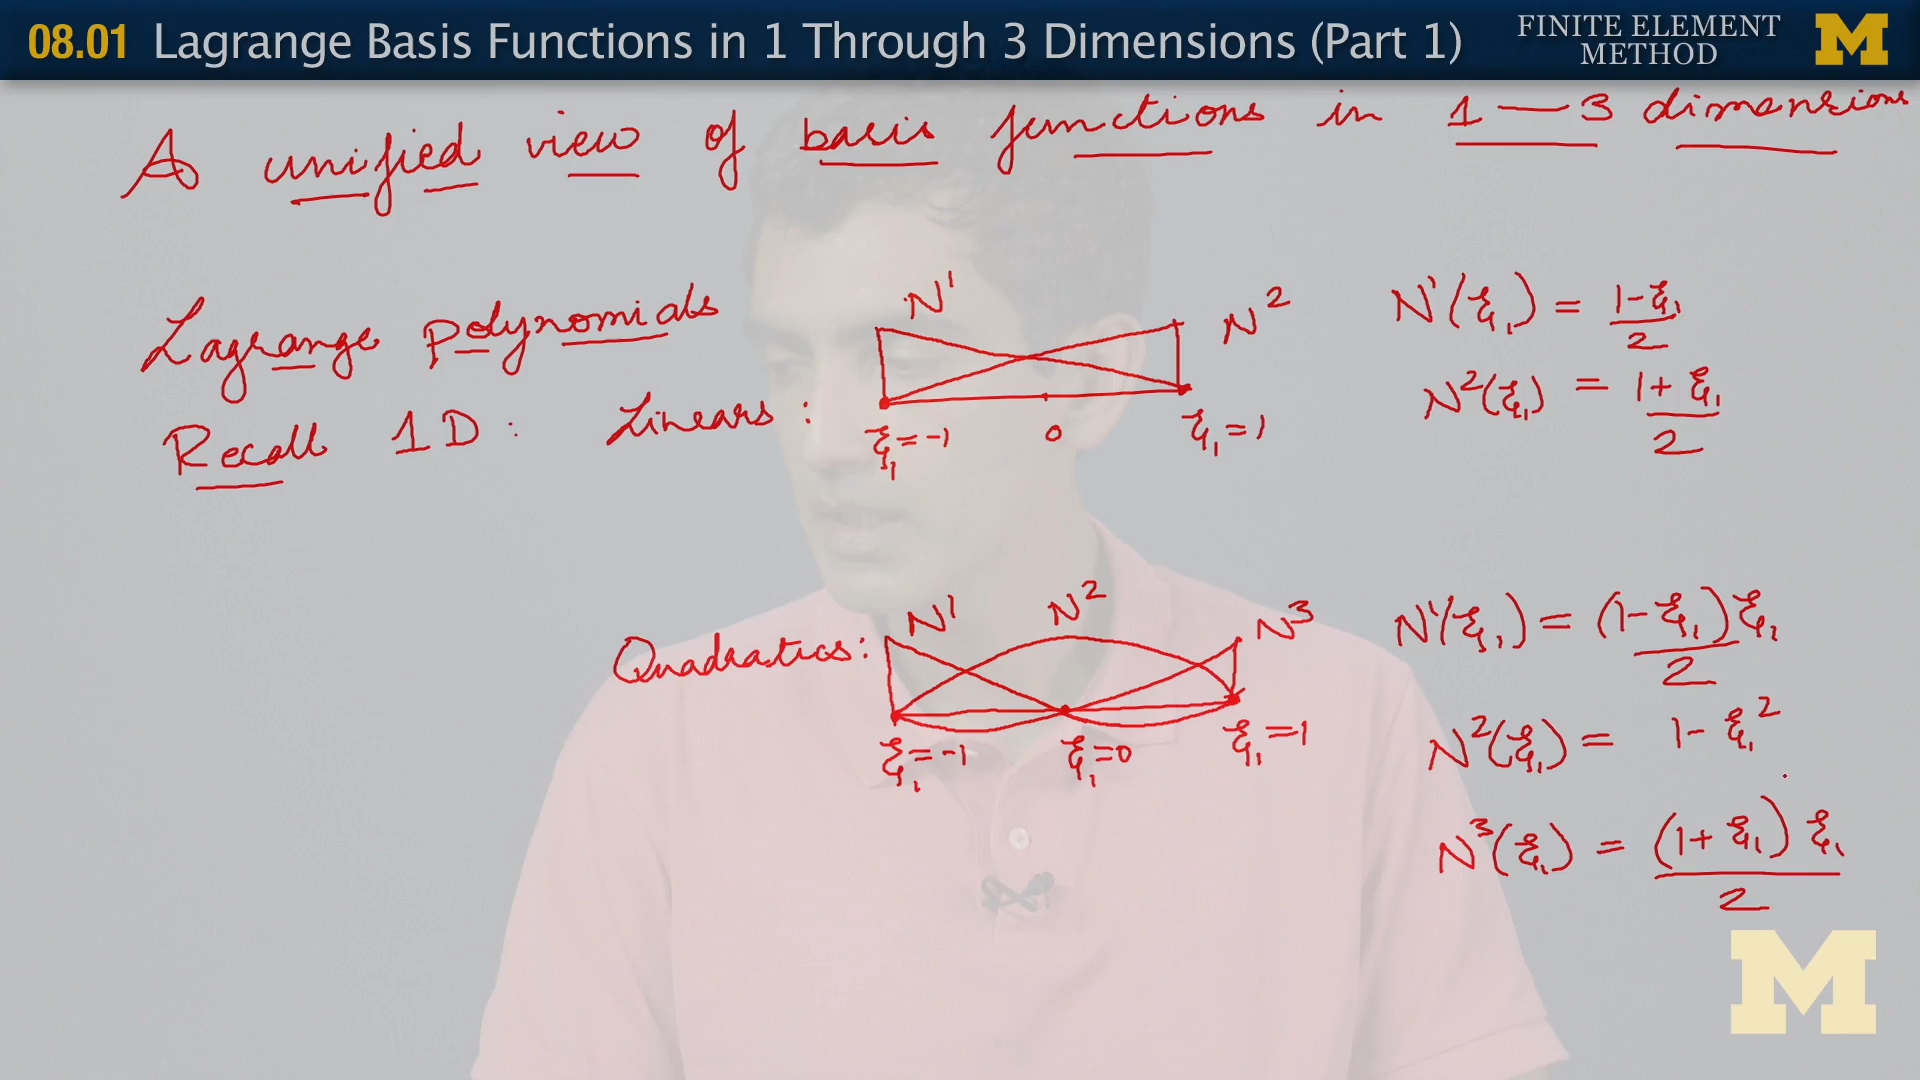 08.01 Lagrange Basis Functions in 1 Through 3 Dimensions (Part 1)
FINITE ELEMENT
METHOD
M
A unified view of basis functions in 1 — 3 dimensions
Lagrange polynomials
Recall 1D: Linears:
N¹ N²
ξ₁=-1 0 ξ₁=1
N¹(ξ₁) = (1-ξ₁)/2
N²(ξ₁) = (1+ξ₁)/2
Quadratics:
N¹ N² N³
ξ₁=-1 ξ₁=0 ξ₁=1
N¹(ξ₁) = (1-ξ₁)ξ₁/2
N²(ξ₁) = 1-ξ₁²
N³(ξ₁) = (1+ξ₁)ξ₁/2
M